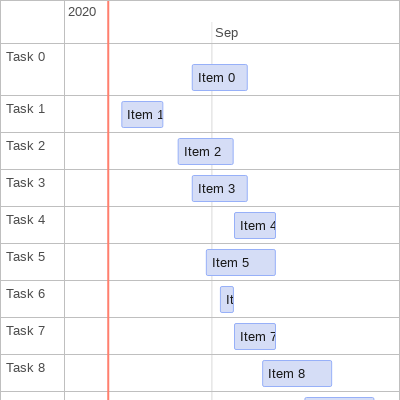 2020
Sep
Task 0
Item 0
Task 1
Item 1
Task 2
Item 2
Task 3
Item 3
Task 4
Item 4
Task 5
Item 5
Task 6
It
Task 7
Item 7
Task 8
Item 8